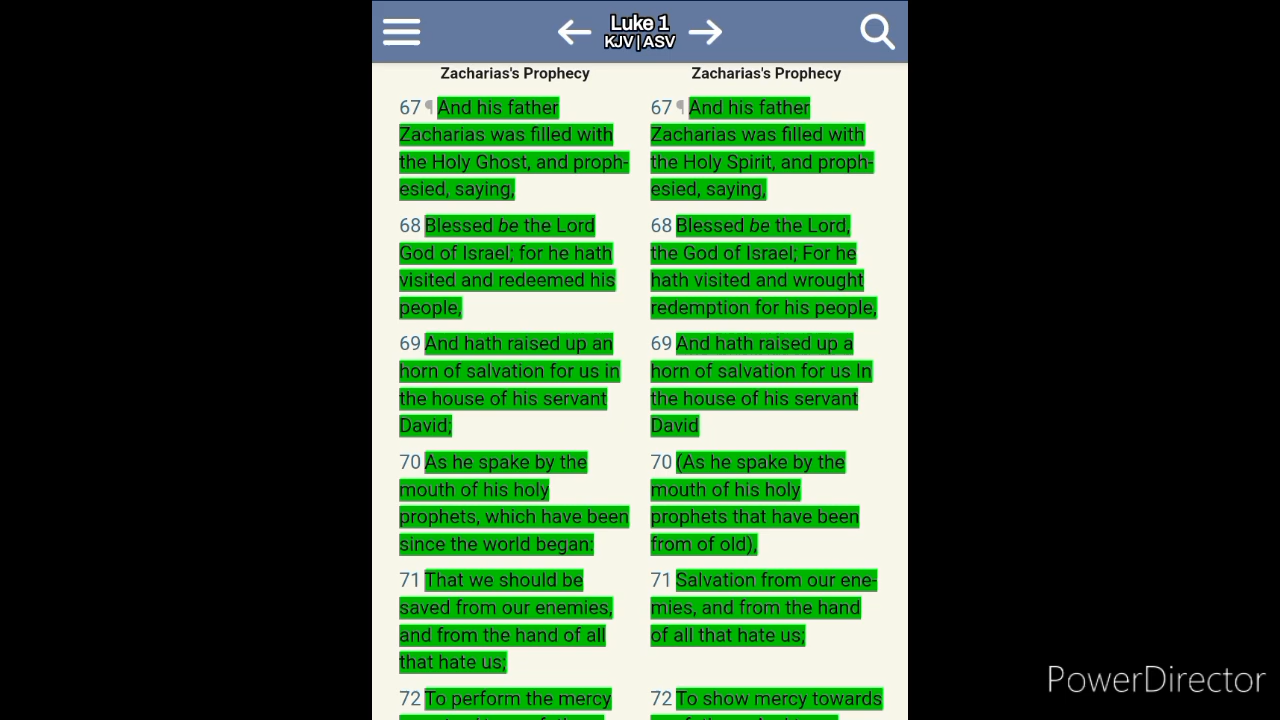 Luke 1
KJV|ASV
Zacharias's Prophecy
67 ¶ And his father
Zacharias was filled with
the Holy Ghost, and proph-
esied, saying,
68 Blessed be the Lord
God of Israel; for he hath
visited and redeemed his
people,
69 And hath raised up an
horn of salvation for us in
the house of his servant
David;
70 As he spake by the
mouth of his holy
prophets, which have been
since the world began:
71 That we should be
saved from our enemies,
and from the hand of all
that hate us;
72 To perform the mercy
Zacharias's Prophecy
67 ¶ And his father
Zacharias was filled with
the Holy Spirit, and proph-
esied, saying,
68 Blessed be the Lord,
the God of Israel; For he
hath visited and wrought
redemption for his people,
69 And hath raised up a
horn of salvation for us In
the house of his servant
David
70 (As he spake by the
mouth of his holy
prophets that have been
from of old),
71 Salvation from our ene-
mies, and from the hand
of all that hate us;
72 To show mercy towards
PowerDirector